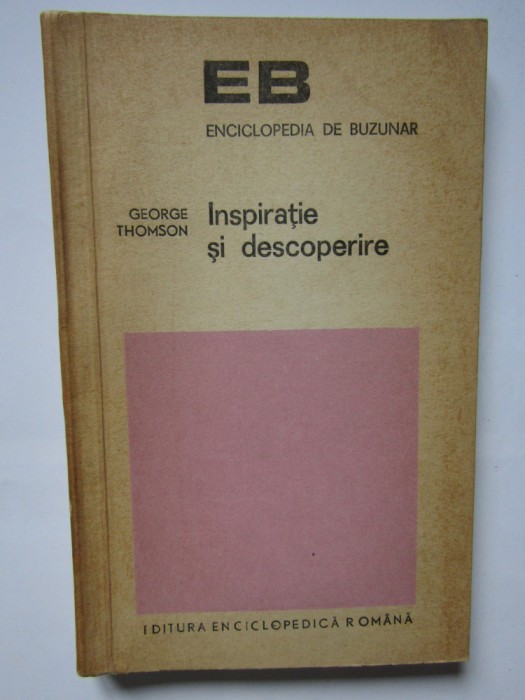 EB
ENCICLOPEDIA DE BUZUNAR
GEORGE
THOMSON
Inspirație
și descoperire
EDITURA ENCICLOPEDICĂ ROMÂNĂ